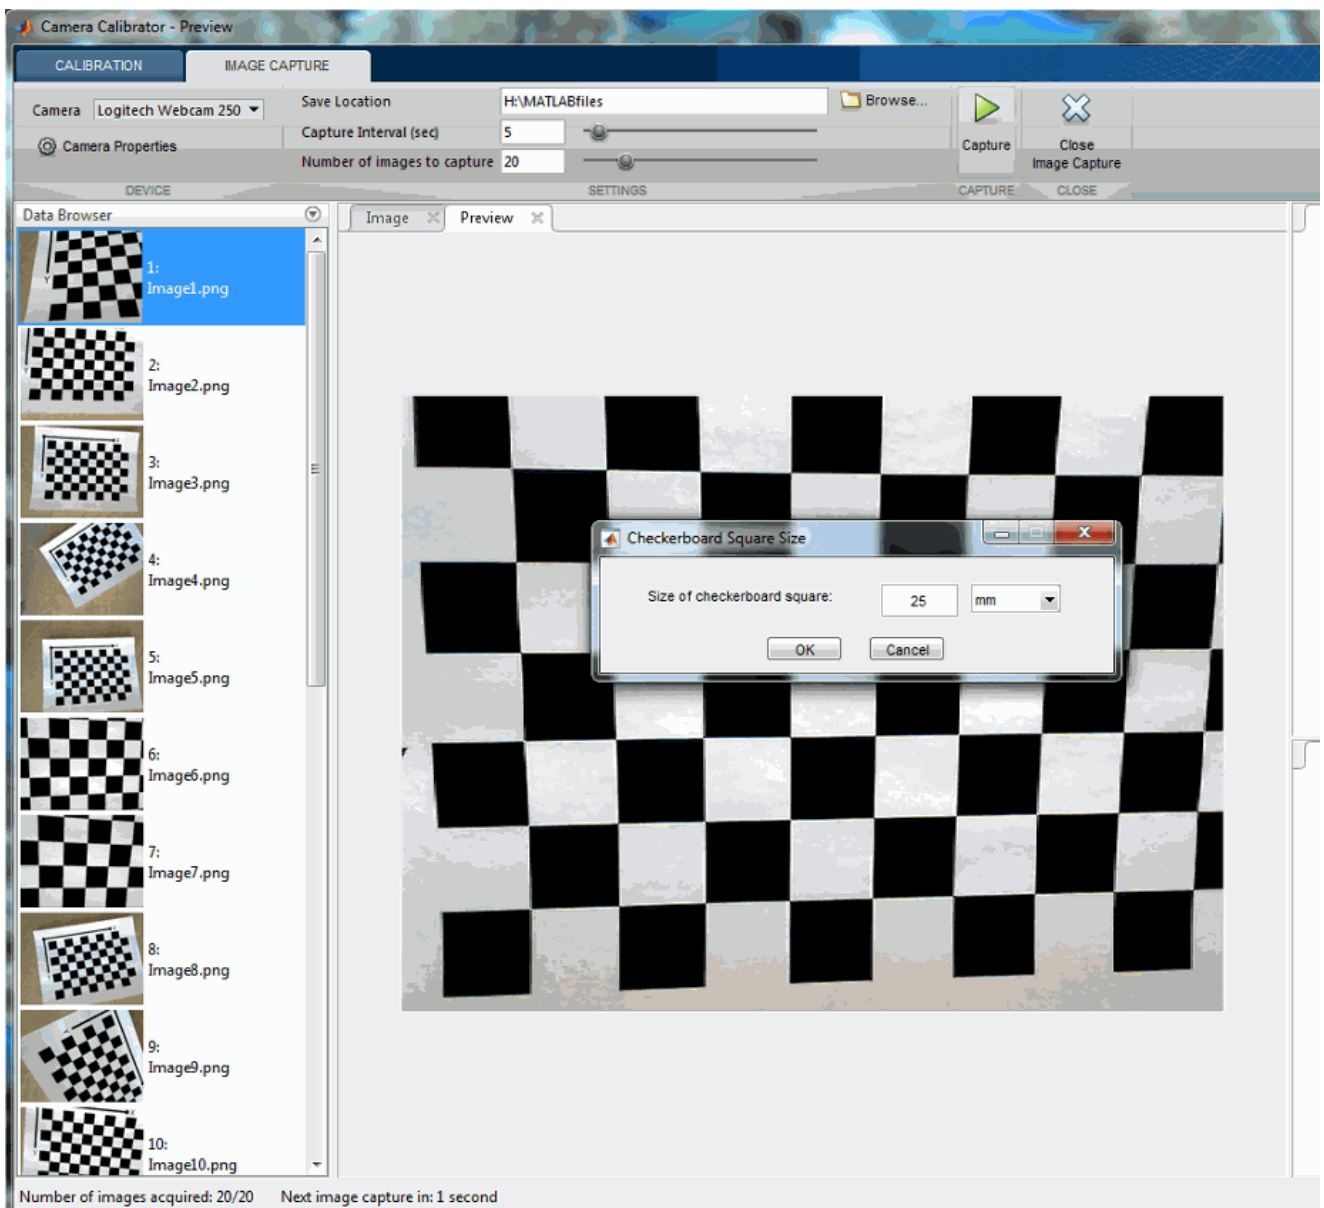 Camera Calibrator - Preview
CALIBRATION
IMAGE CAPTURE
Camera
Logitech Webcam 250
Camera Properties
DEVICE
Save Location
H:\MATLABfiles
Browse...
Capture Interval (sec)
5
Number of images to capture
20
SETTINGS
Capture
CAPTURE
Close
Image Capture
CLOSE
Data Browser
1:
Image1.png
2:
Image2.png
3:
Image3.png
4:
Image4.png
5:
Image5.png
6:
Image6.png
7:
Image7.png
8:
Image8.png
9:
Image9.png
10:
Image10.png
Image
Preview
Checkerboard Square Size
Size of checkerboard square:
25
mm
OK
Cancel
Number of images acquired: 20/20
Next image capture in: 1 second